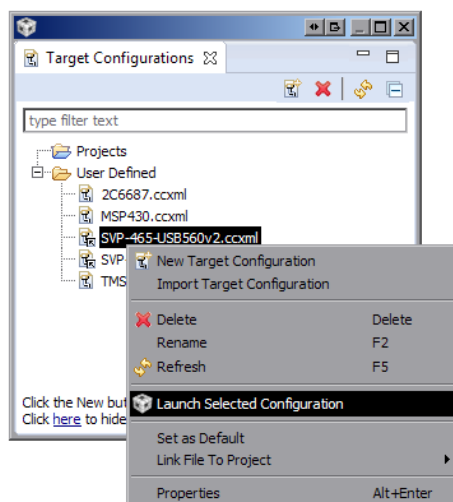 Target Configurations
type filter text
Projects
User Defined
2C6687.ccxml
MSP430.ccxml
SVP-465-USB560v2.ccxml
SVP-
TMS
New Target Configuration
Import Target Configuration
Delete Delete
Rename F2
Refresh F5
Launch Selected Configuration
Set as Default
Link File To Project
Properties Alt+Enter
Click the New but
Click here to hide